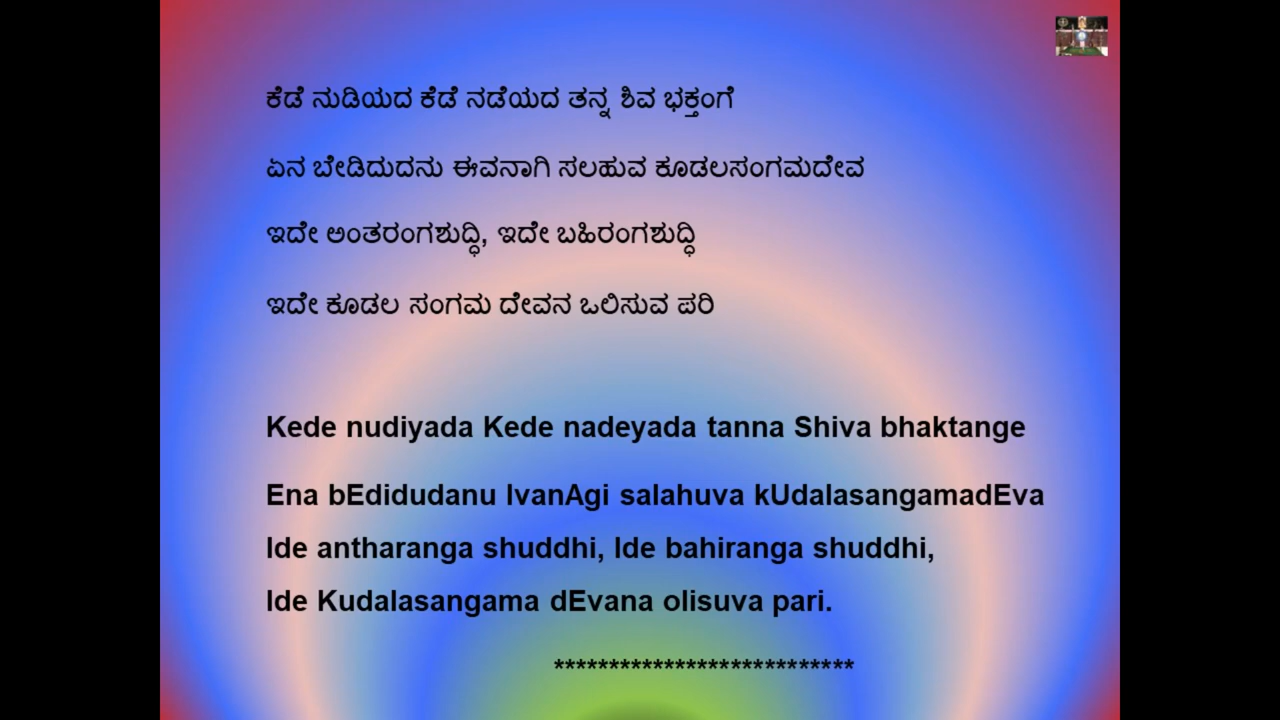 ಕೆಡೆ ನುಡಿಯದ ಕೆಡೆ ನಡೆಯದ ತನ್ನ ಶಿವ ಭಕ್ತಂಗೆ
ಏನ ಬೇಡಿದುದನು ಈವನಾಗಿ ಸಲಹುವ ಕೂಡಲಸಂಗಮದೇವ
ಇದೇ ಅಂತರಂಗಶುದ್ಧಿ, ಇದೇ ಬಹಿರಂಗಶುದ್ಧಿ
ಇದೇ ಕೂಡಲ ಸಂಗಮ ದೇವನ ಒಲಿಸುವ ಪರಿ
Kede nudiyada Kede nadeyada tanna Shiva bhaktange
Ena bEdidudanu IvanAgi salahuva kUdalasangamadEva
Ide antharanga shuddhi, Ide bahiranga shuddhi,
Ide Kudalasangama dEvana olisuva pari.
***************************